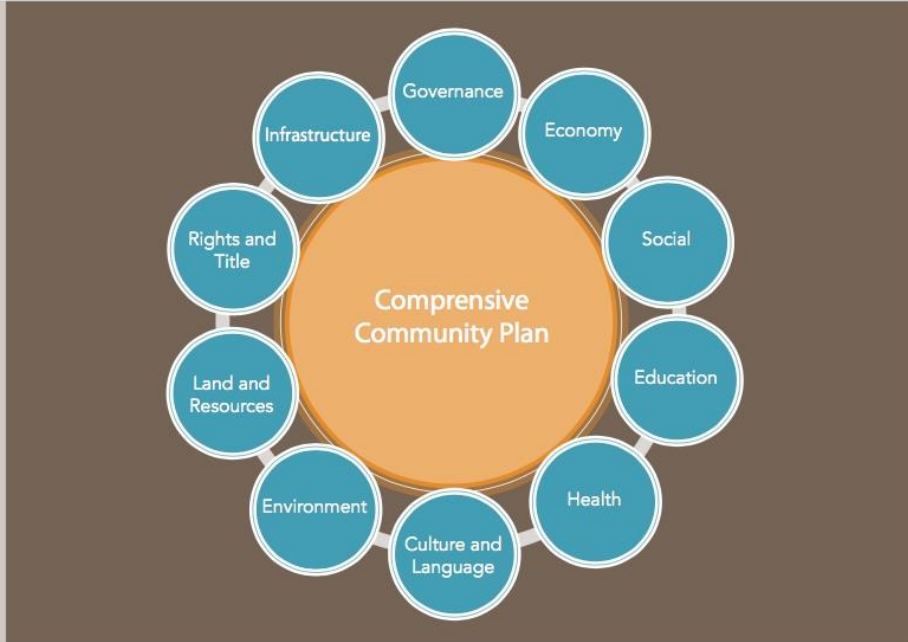 Governance
Economy
Social
Education
Health
Culture and
Language
Environment
Land and
Resources
Rights and
Title
Infrastructure
Comprensive
Community Plan